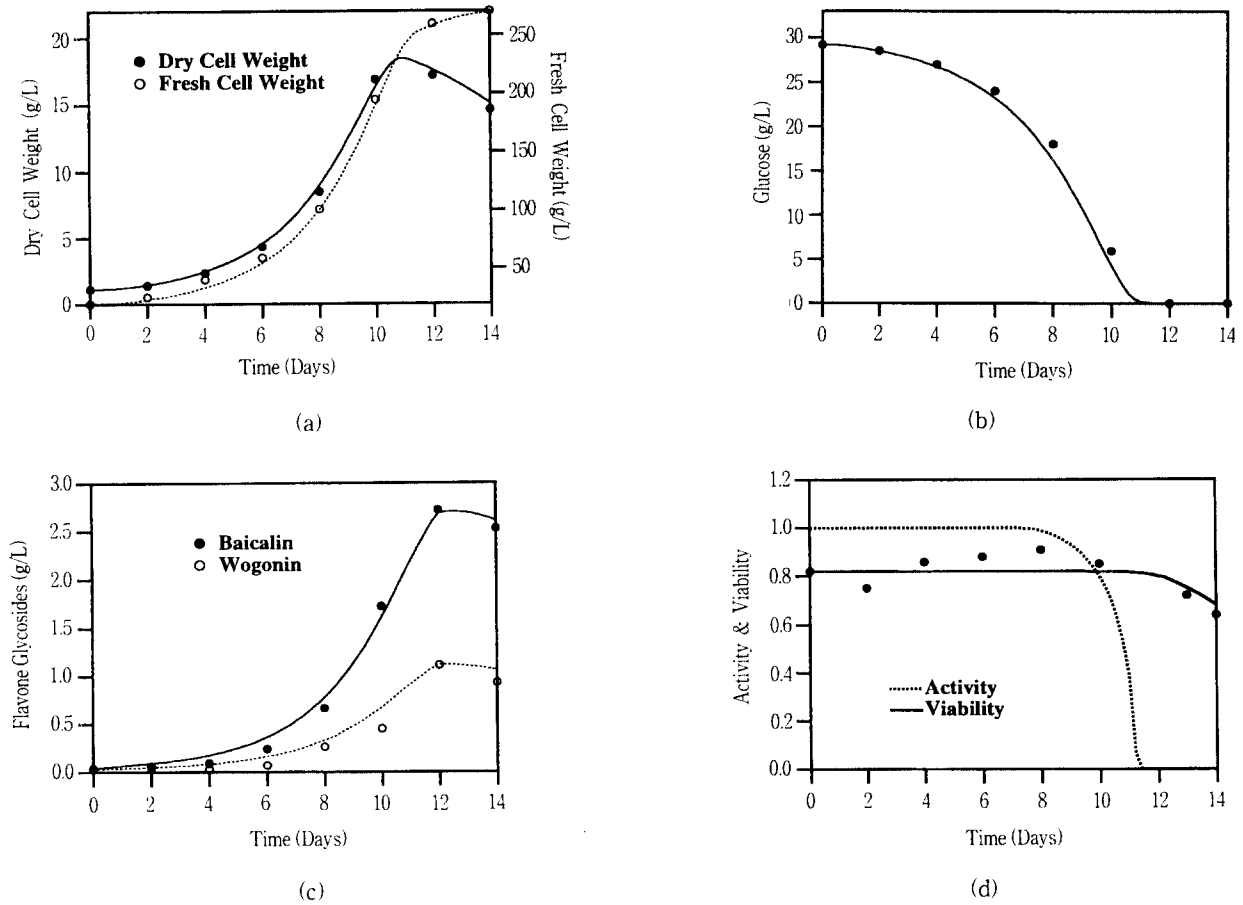 Dry Cell Weight (g/L)
20
15
10
5
0
Dry Cell Weight
Fresh Cell Weight
250
200
150
100
50
Fresh Cell
Weight (g/L)
0 2 4 6 8 10 12 14
Time (Days)
(a)
Glucose (g/L)
30
25
20
15
10
5
0
0 2 4 6 8 10 12 14
Time (Days)
(b)
Flavone Glycosides (g/L)
3.0
2.5
2.0
1.5
1.0
0.5
0.0
Baicalin
Wogonin
0 2 4 6 8 10 12 14
Time (Days)
(c)
Activity & Viability
1.2
1.0
0.8
0.6
0.4
0.2
0.0
Activity
Viability
0 2 4 6 8 10 12 14
Time (Days)
(d)